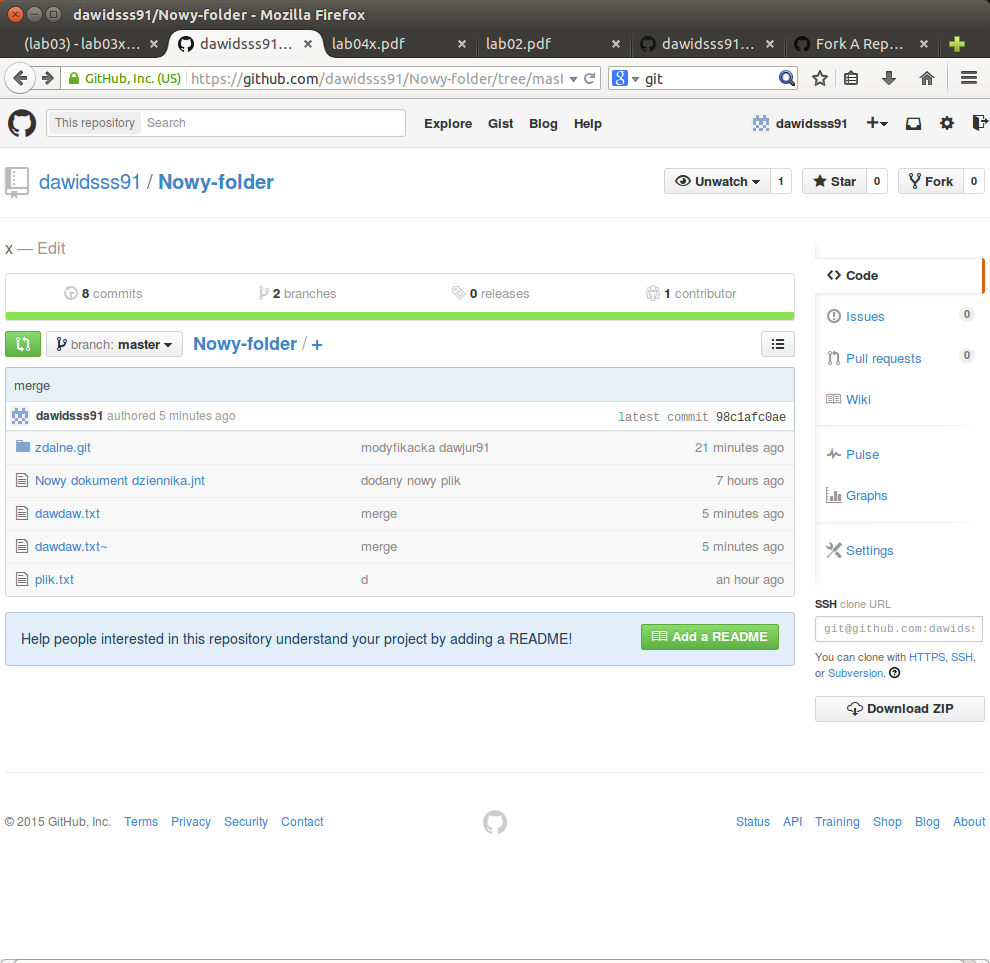 dawidsss91/Nowy-folder - Mozilla Firefox
(lab03) - lab03x... × dawidsss91... × lab04x.pdf × lab02.pdf × dawidsss91... × Fork A Rep... ×
GitHub, Inc. (US) https://github.com/dawidsss91/Nowy-folder/tree/mast git
This repository Search Explore Gist Blog Help dawidsss91
dawidsss91 / Nowy-folder Unwatch 1 Star 0 Fork 0
x — Edit
8 commits 2 branches 0 releases 1 contributor
branch: master Nowy-folder / +
merge
dawidsss91 authored 5 minutes ago latest commit 98c1afc0ae
zdalne.git modyfikacka dawjur91 21 minutes ago
Nowy dokument dziennika.jnt dodany nowy plik 7 hours ago
dawdaw.txt merge 5 minutes ago
dawdaw.txt~ merge 5 minutes ago
plik.txt d an hour ago
Help people interested in this repository understand your project by adding a README! Add a README
Code
Issues 0
Pull requests 0
Wiki
Pulse
Graphs
Settings
SSH clone URL
git@github.com:dawidss
You can clone with HTTPS, SSH,
or Subversion.
Download ZIP
© 2015 GitHub, Inc. Terms Privacy Security Contact Status API Training Shop Blog About